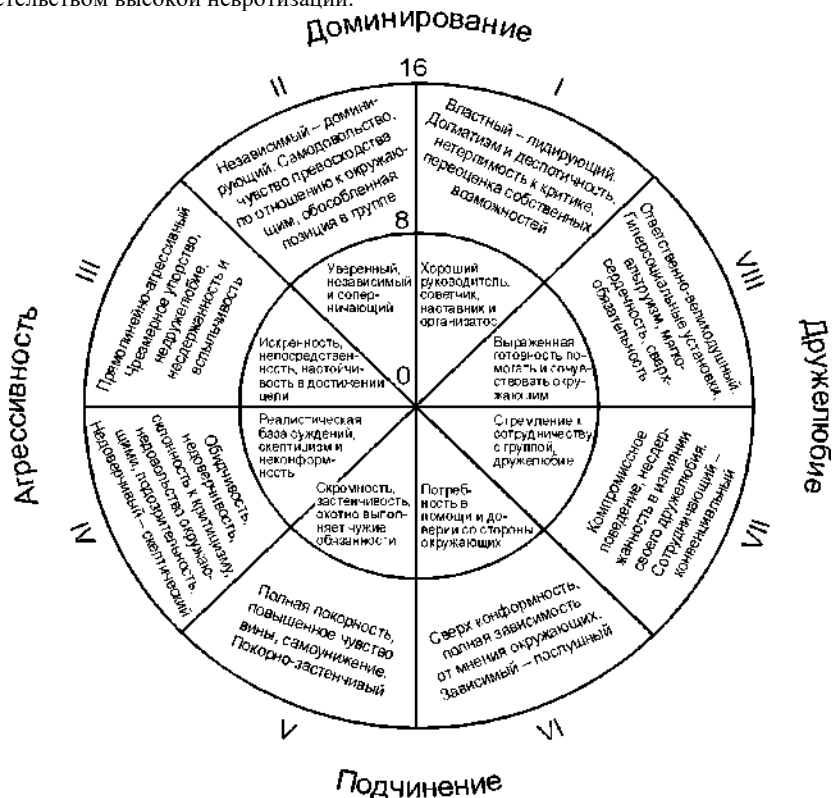 тельством высокой невротизации.
Доминирование
II
16
I
Независимый – домини-
рующий. Самодовольство,
чувство превосходства
по отношению к окружаю-
щим, обособленная
позиция в группе
Властный – лидирующий.
Догматизм и деспотичность,
нетерпимость к критике,
переоценка собственных
возможностей
III
Прямолинейно-агрессивный
Чрезмерное упорство,
недружелюбие,
несдержанность и
вспыльчивость
8
Уверенный,
независимый
и сопер-
ничающий
Хороший
руководитель,
советчик,
наставник и
организатор
VIII
Ответственно-великодушный.
Гиперсоциальные установки,
альтруизм, мягко-
сердечность, сверх-
обязательность
Агрессивность
Искренность,
непосредствен-
ность, настойчи-
вость в достижении
цели
0
Выраженная
готовность по-
могать и сочув-
ствовать окру-
жающим
Дружелюбие
Реалистическая
база суждений,
скептицизм и
неконформ-
ность
Стремление к
сотрудничеству
с группой,
дружелюбие
IV
Обидчивость,
недоверчивость,
склонность к критицизму,
недовольство окружаю-
щими, подозрительность.
Недоверчивый – скептический
Скромность,
застенчивость,
охотно выпол-
няет чужие
обязанности
Потреб-
ность в
помощи и до-
верии со стороны
окружающих
VII
Компромиссное
поведение, несдер-
жанность в излиянии
своего дружелюбия.
Сотрудничающий –
конвенциальный
Полная покорность,
повышенное чувство
вины, самоунижение.
Покорно-застенчивый
Сверх конформность,
полная зависимость
от мнения окружающих.
Зависимый – послушный
V
VI
Подчинение